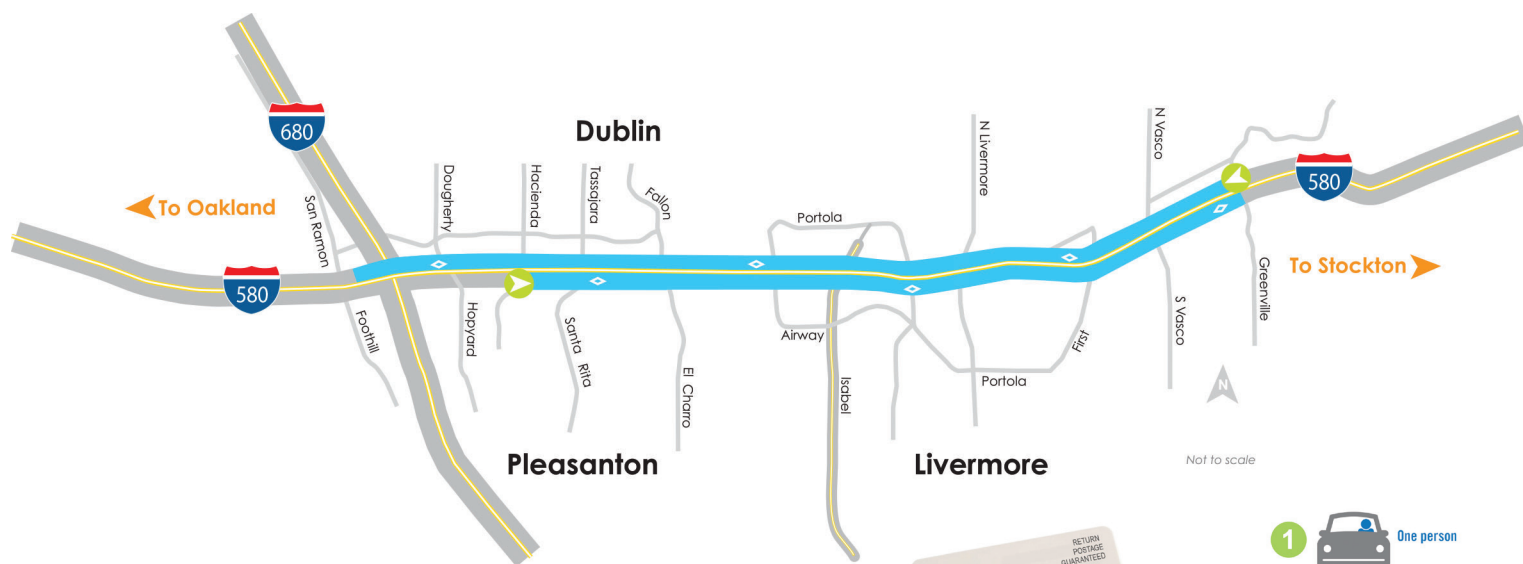 680
Dublin
To Oakland
San Ramon
Dougherty
Hacienda
Tassajara
Fallon
Portola
N Livermore
N Vasco
580
580
To Stockton
Foothill
Hopyard
Santa Rita
El Charro
Airway
Isabel
Portola
First
S Vasco
Greenville
N
Pleasanton
Livermore
Not to scale
RETURN
POSTAGE
GUARANTEED
1
One person